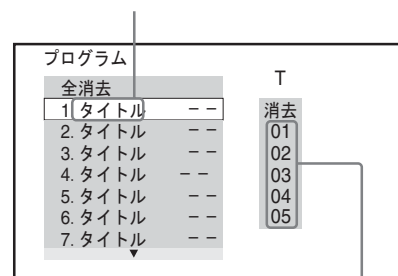 プログラム
全消去
1. タイトル – –
2. タイトル – –
3. タイトル – –
4. タイトル – –
5. タイトル – –
6. タイトル – –
7. タイトル – –
T
消去
01
02
03
04
05